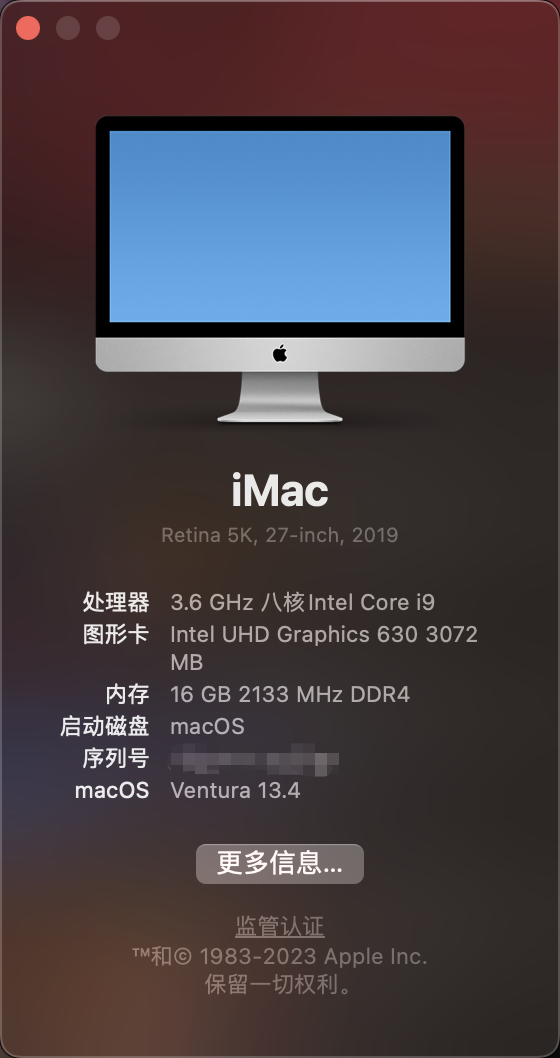 iMac
Retina 5K, 27-inch, 2019
处理器 3.6 GHz 八核Intel Core i9
图形卡 Intel UHD Graphics 630 3072
MB
内存 16 GB 2133 MHz DDR4
启动磁盘 macOS
序列号
macOS Ventura 13.4
更多信息...
监管认证
™和© 1983-2023 Apple Inc.
保留一切权利。